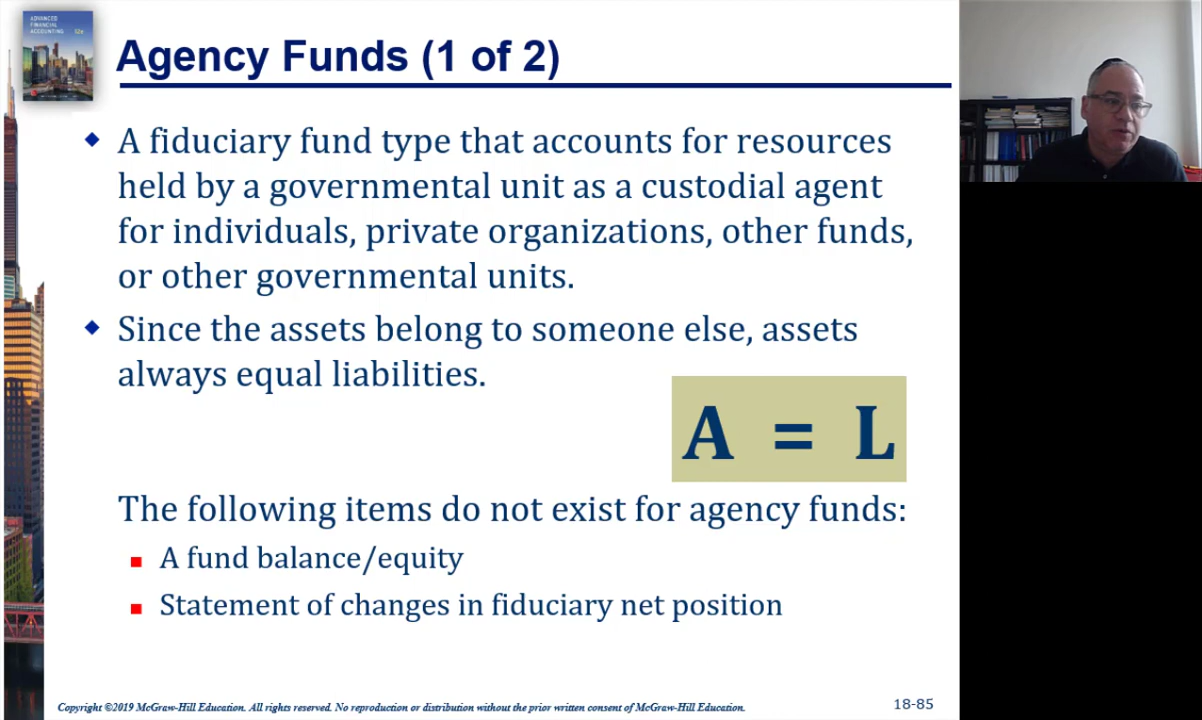 ADVANCED
FINANCIAL
ACCOUNTING
12e
Agency Funds (1 of 2)
A fiduciary fund type that accounts for resources
held by a governmental unit as a custodial agent
for individuals, private organizations, other funds,
or other governmental units.
Since the assets belong to someone else, assets
always equal liabilities.
A = L
The following items do not exist for agency funds:
A fund balance/equity
Statement of changes in fiduciary net position
Copyright ©2019 McGraw-Hill Education. All rights reserved. No reproduction or distribution without the prior written consent of McGraw-Hill Education.
18-85